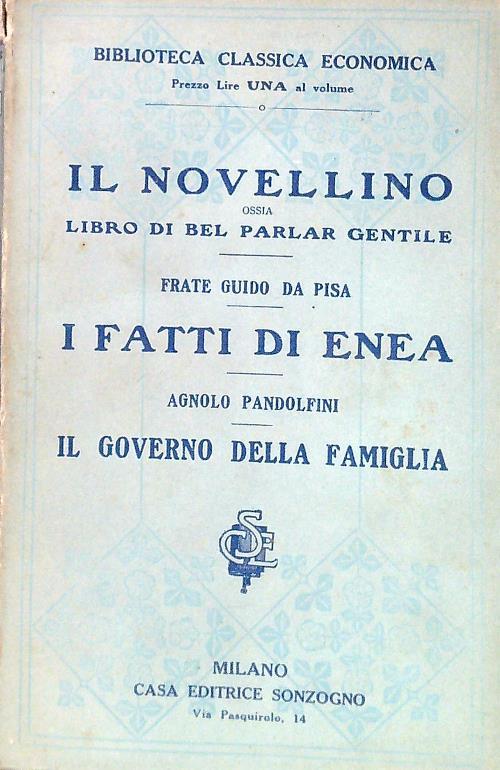 BIBLIOTECA CLASSICA ECONOMICA
Prezzo Lire UNA al volume
IL NOVELLINO
OSSIA
LIBRO DI BEL PARLAR GENTILE
FRATE GUIDO DA PISA
I FATTI DI ENEA
AGNOLO PANDOLFINI
IL GOVERNO DELLA FAMIGLIA
CSE
MILANO
CASA EDITRICE SONZOGNO
Via Pasquirolo, 14